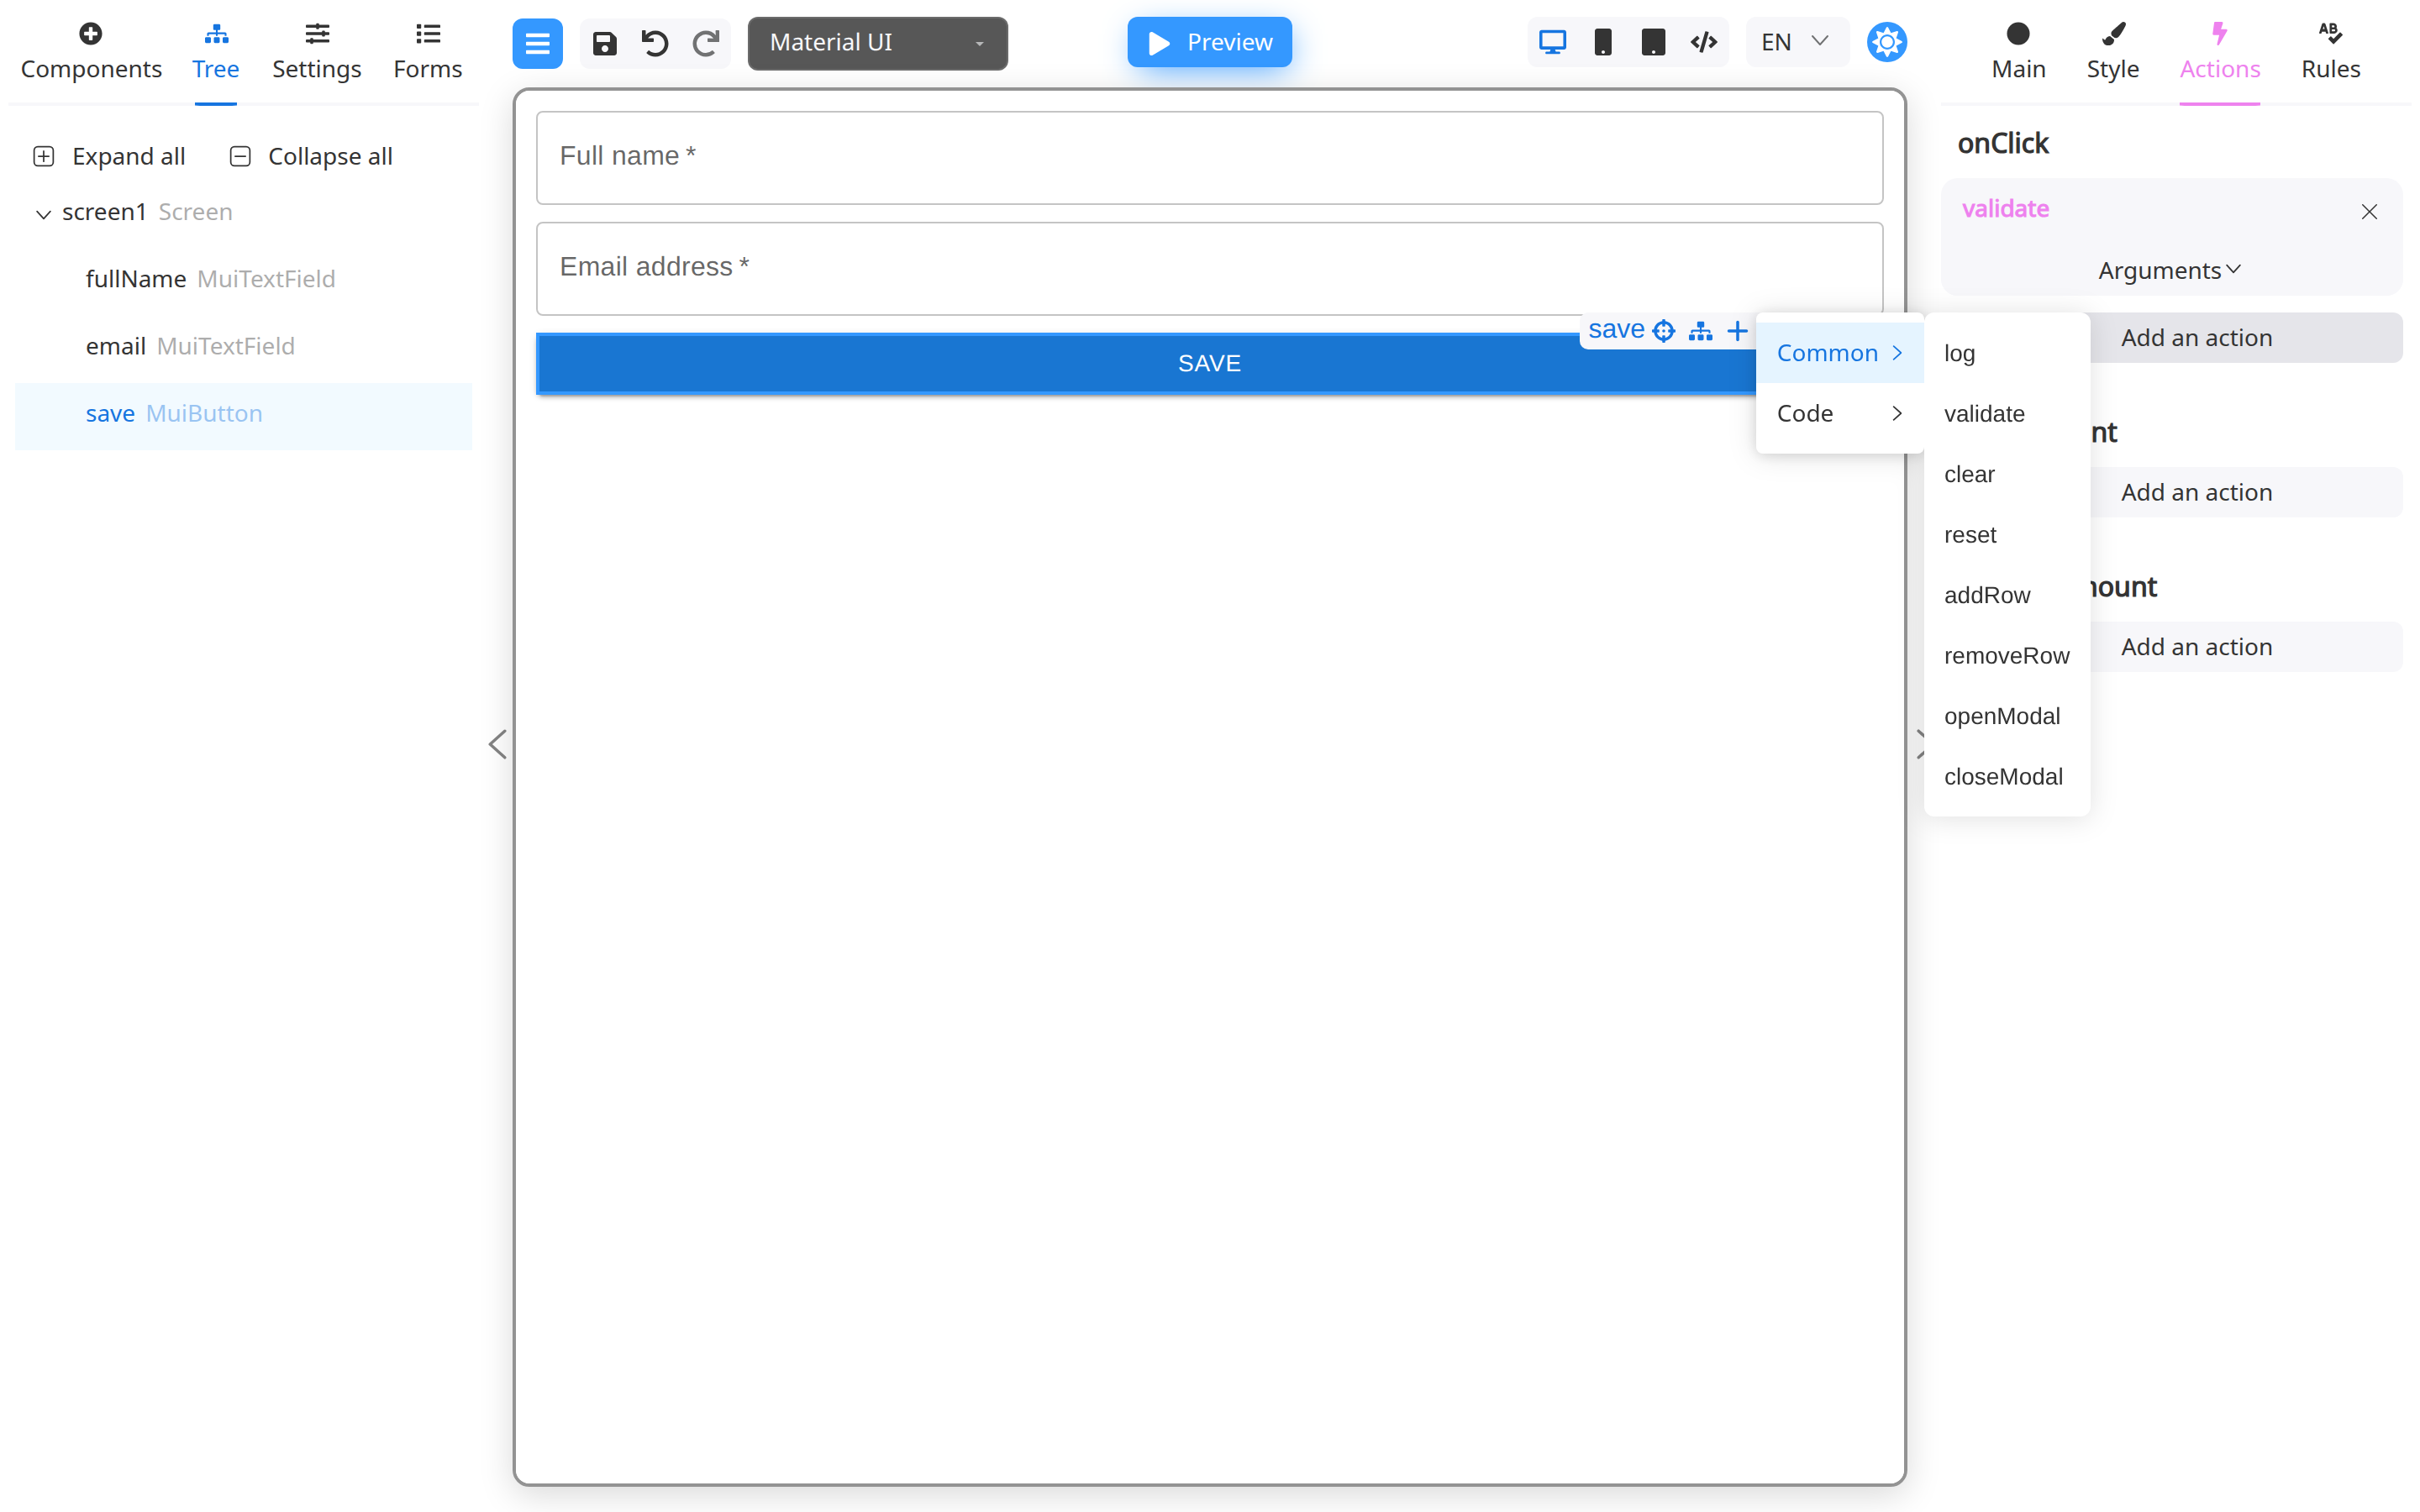 Components
Tree
Settings
Forms
Material UI
Preview
EN
Main
Style
Actions
AB
Rules
Expand all
Collapse all
screen1 Screen
fullName MuiTextField
email MuiTextField
save MuiButton
Full name *
Email address *
save
SAVE
Common
Code
log
validate
clear
reset
addRow
removeRow
openModal
closeModal
onClick
validate
Arguments
Add an action
nt
Add an action
ount
Add an action